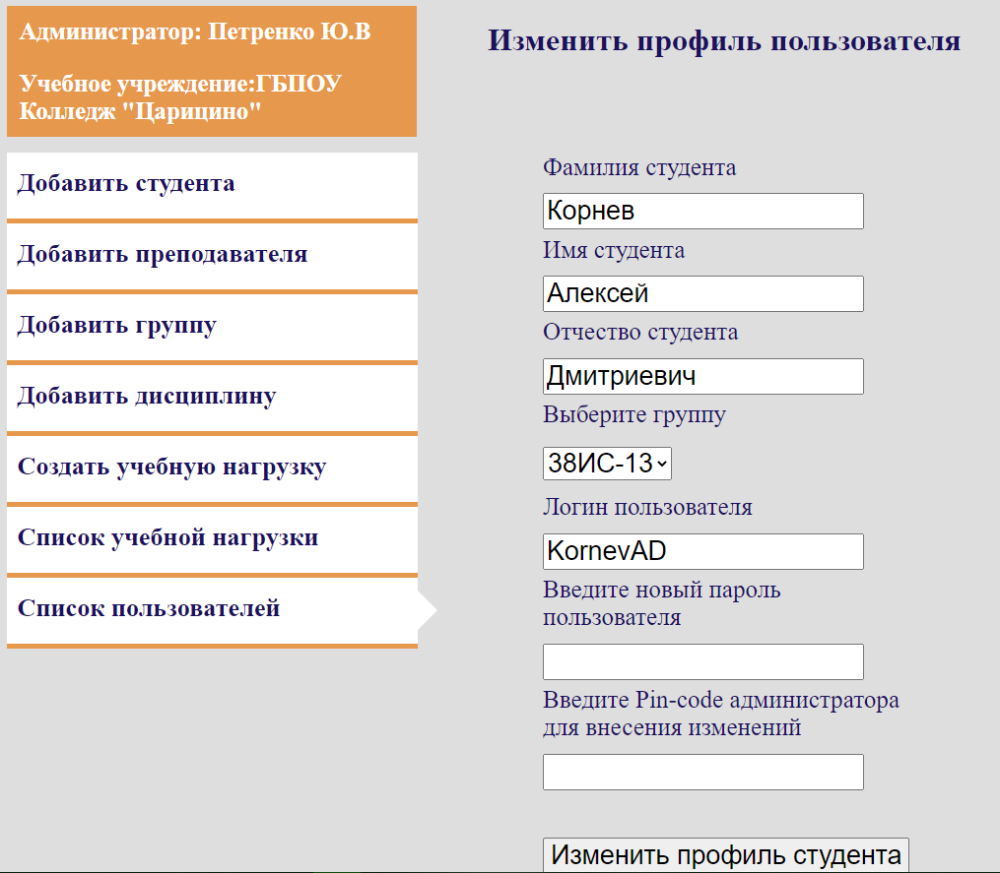 Администратор: Петренко Ю.В
Учебное учреждение:ГБПОУ
Колледж "Царицино"
Добавить студента
Добавить преподавателя
Добавить группу
Добавить дисциплину
Создать учебную нагрузку
Список учебной нагрузки
Список пользователей
Изменить профиль пользователя
Фамилия студента
Корнев
Имя студента
Алексей
Отчество студента
Дмитриевич
Выберите группу
38ИС-13
Логин пользователя
KornevAD
Введите новый пароль
пользователя
Введите Pin-code администратора
для внесения изменений
Изменить профиль студента